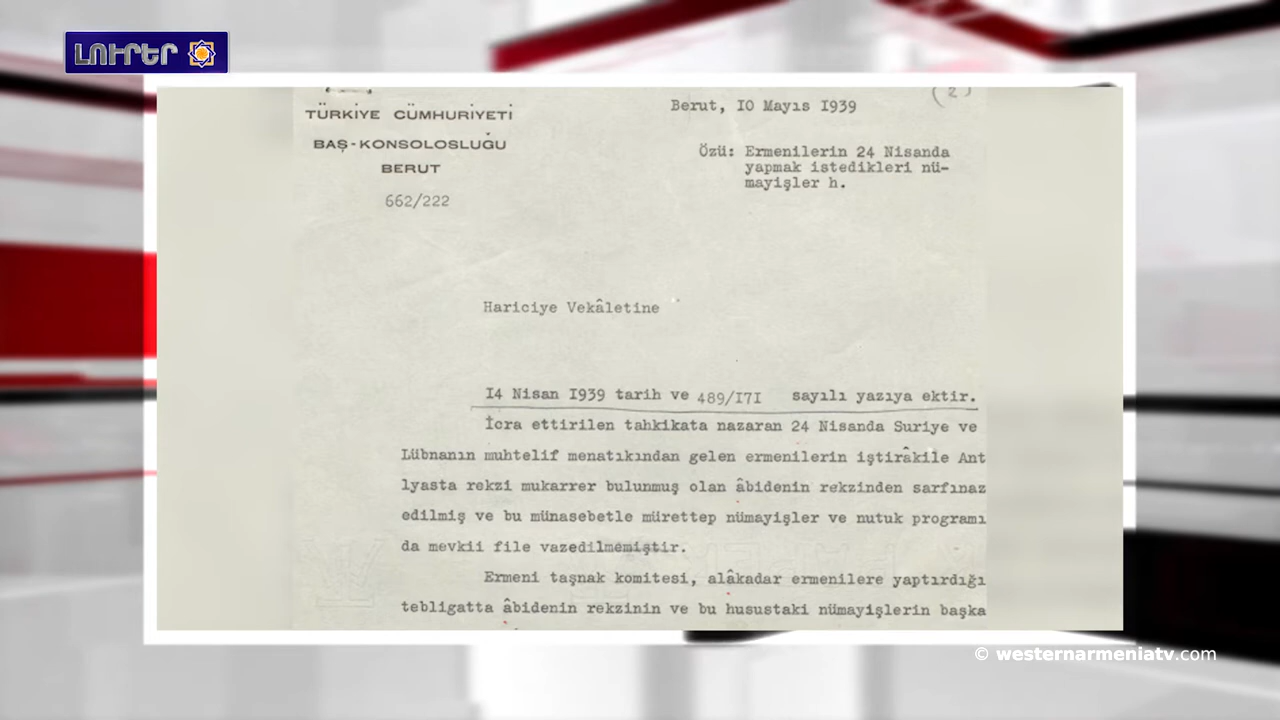 ԼՈՒՐԵՐ
(2)
TÜRKİYE CÜMHURİYETİ
BAŞ-KONSOLOSLUĞU
BERUT
662/222
Berut, IO Mayıs I939
Özü: Ermenilerin 24 Nisanda
yapmak istedikleri nü-
mayişler h.
Hariciye Vekâletine
I4 Nisan I939 tarih ve 489/I7I sayılı yazıya ektir.
İcra ettirilen tahkikata nazaran 24 Nisanda Suriye ve
Lübnanın muhtelif menatıkından gelen ermenilerin iştirâkile Ant
lyasta rekzi mukarrer bulunmuş olan âbidenin rekzinden sarfınaz
edilmiş ve bu münasebetle mürettep nümayişler ve nutuk programı
da mevkii file vazedilmemiştir.
Ermeni taşnak komitesi, alâkadar ermenilere yaptırdığı
tebligatta âbidenin rekzinin ve bu husustaki nümayişlerin başka
© westernarmeniatv.com